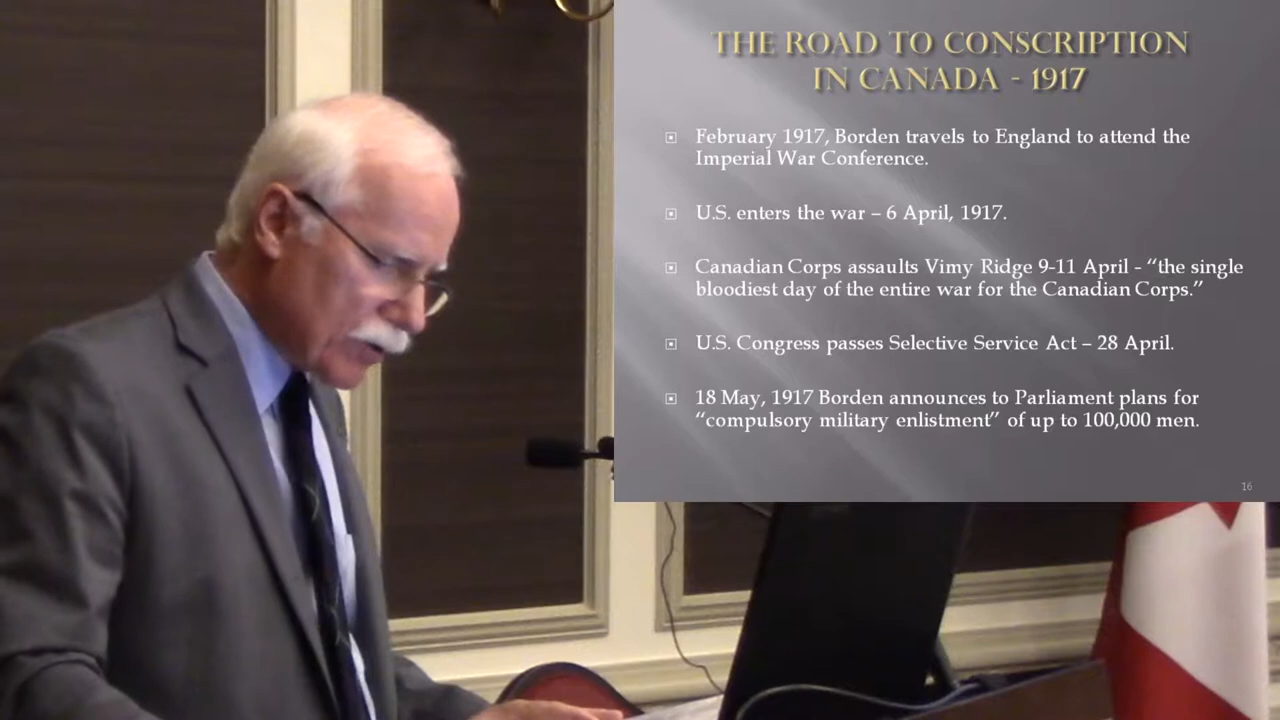 THE ROAD TO CONSCRIPTION
IN CANADA - 1917
February 1917, Borden travels to England to attend the
Imperial War Conference.
U.S. enters the war – 6 April, 1917.
Canadian Corps assaults Vimy Ridge 9-11 April - “the single
bloodiest day of the entire war for the Canadian Corps.”
U.S. Congress passes Selective Service Act – 28 April.
18 May, 1917 Borden announces to Parliament plans for
“compulsory military enlistment” of up to 100,000 men.
16